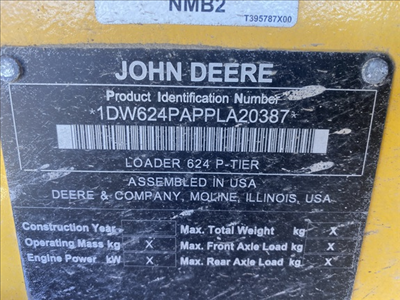 NMB2
T395787X00
JOHN DEERE
Product Identification Number
*1DW624PAPPLA20387*
LOADER 624 P-TIER
ASSEMBLED IN USA
DEERE & COMPANY, MOLINE, ILLINOIS, USA.
Construction Year - Max. Total Weight kg X
Operating Mass kg X Max. Front Axle Load kg X
Engine Power kW X Max. Rear Axle Load kg X